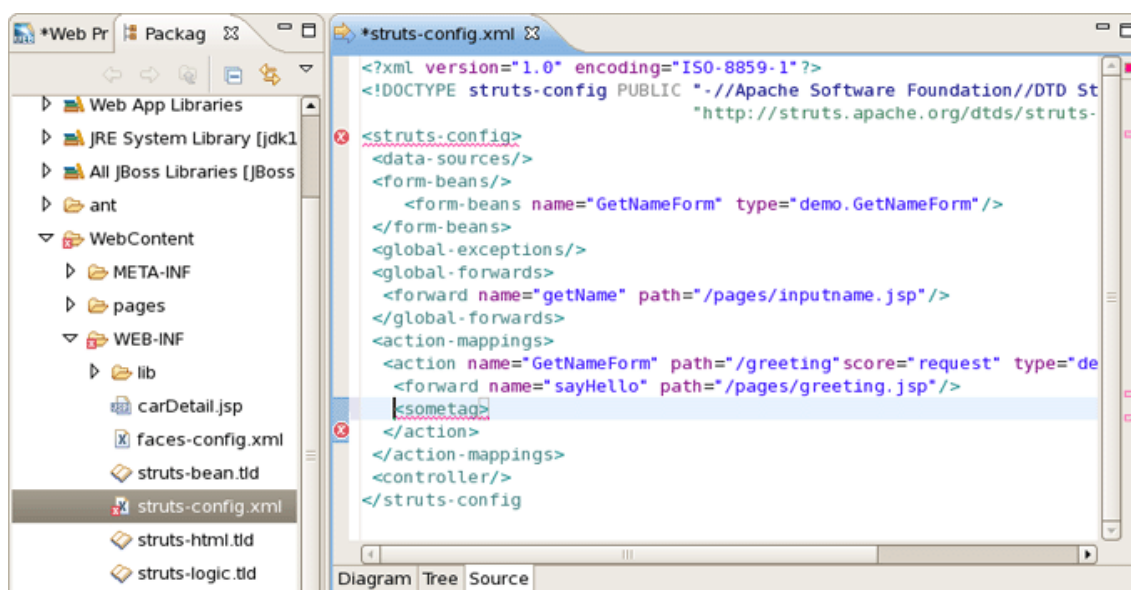 *Web Pr
Packag
Web App Libraries
JRE System Library [jdk1
All JBoss Libraries [JBoss
ant
WebContent
META-INF
pages
WEB-INF
lib
carDetail.jsp
faces-config.xml
struts-bean.tld
struts-config.xml
struts-html.tld
struts-logic.tld
*struts-config.xml
<?xml version="1.0" encoding="ISO-8859-1"?>
<!DOCTYPE struts-config PUBLIC "-//Apache Software Foundation//DTD St
"http://struts.apache.org/dtds/struts-
<struts-config>
<data-sources/>
<form-beans/>
<form-beans name="GetNameForm" type="demo.GetNameForm"/>
</form-beans>
<global-exceptions/>
<global-forwards>
<forward name="getName" path="/pages/inputname.jsp"/>
</global-forwards>
<action-mappings>
<action name="GetNameForm" path="/greeting"score="request" type="de
<forward name="sayHello" path="/pages/greeting.jsp"/>
<sometag>
</action>
</action-mappings>
<controller/>
</struts-config
Diagram Tree Source